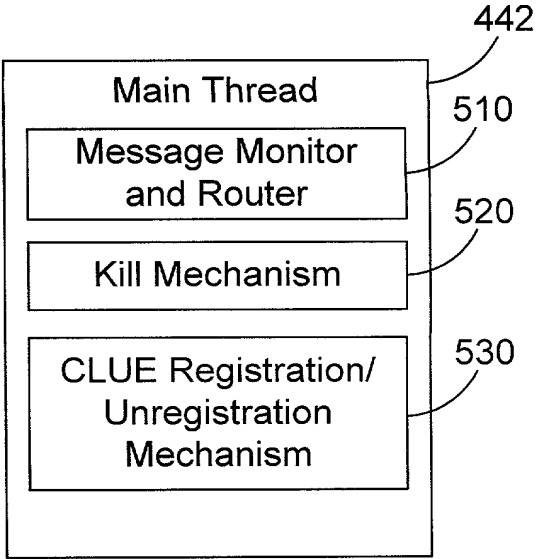 442
Main Thread
510
Message Monitor
and Router
520
Kill Mechanism
530
CLUE Registration/
Unregistration
Mechanism